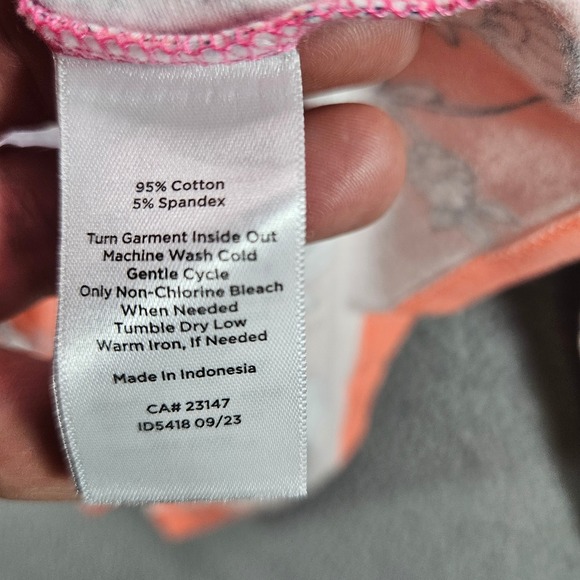 95% Cotton
5% Spandex
Turn Garment Inside Out
Machine Wash Cold
Gentle Cycle
Only Non-Chlorine Bleach
When Needed
Tumble Dry Low
Warm Iron, If Needed
Made In Indonesia
CA# 23147
ID5418 09/23